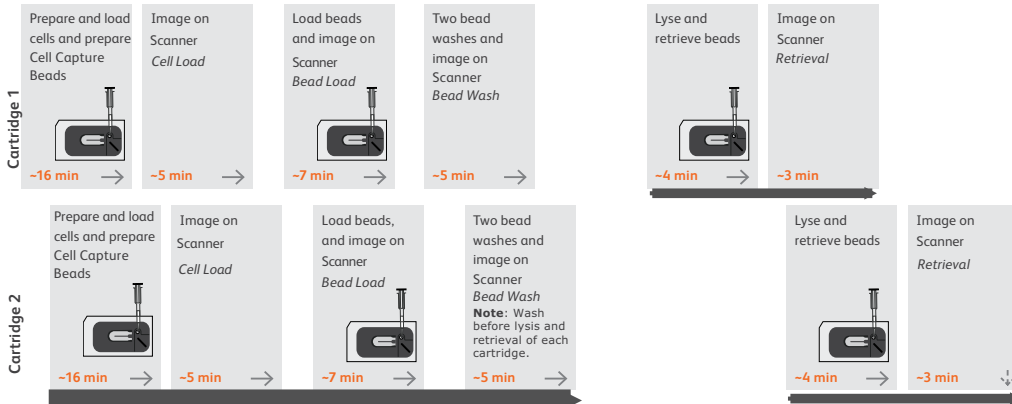 Cartridge 1
Prepare and load
cells and prepare
Cell Capture
Beads
~16 min
Image on
Scanner
Cell Load
~5 min
Load beads
and image on
Scanner
Bead Load
~7 min
Two bead
washes and
image on
Scanner
Bead Wash
~5 min
Lyse and
retrieve beads
~4 min
Image on
Scanner
Retrieval
~3 min
Cartridge 2
Prepare and load
cells and prepare
Cell Capture
Beads
~16 min
Image on
Scanner
Cell Load
~5 min
Load beads,
and image on
Scanner
Bead Load
~7 min
Two bead
washes and
image on
Scanner
Bead Wash
Note: Wash
before lysis and
retrieval of each
cartridge.
~5 min
Lyse and
retrieve beads
~4 min
Image on
Scanner
Retrieval
~3 min